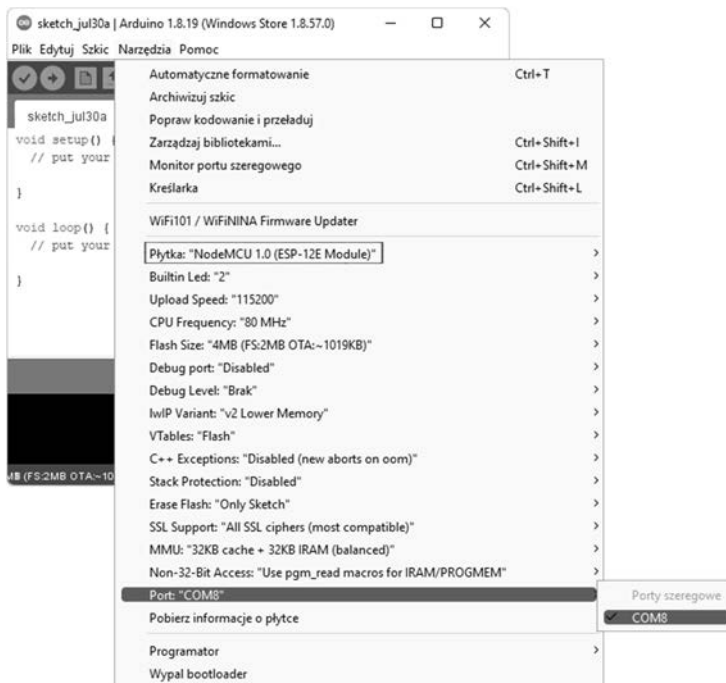 sketch_jul30a | Arduino 1.8.19 (Windows Store 1.8.57.0)
Plik Edytuj Szkic Narzędzia Pomoc
sketch_jul30a
void setup() {
// put your
}
void loop() {
// put your
}
MB (FS:2MB OTA:~10
Automatyczne formatowanie Ctrl+T
Archiwizuj szkic
Popraw kodowanie i przeładuj
Zarządzaj bibliotekami... Ctrl+Shift+I
Monitor portu szeregowego Ctrl+Shift+M
Kreślarka Ctrl+Shift+L
WiFi101 / WiFiNINA Firmware Updater
Płytka: "NodeMCU 1.0 (ESP-12E Module)"
Builtin Led: "2"
Upload Speed: "115200"
CPU Frequency: "80 MHz"
Flash Size: "4MB (FS:2MB OTA:~1019KB)"
Debug port: "Disabled"
Debug Level: "Brak"
lwIP Variant: "v2 Lower Memory"
VTables: "Flash"
C++ Exceptions: "Disabled (new aborts on oom)"
Stack Protection: "Disabled"
Erase Flash: "Only Sketch"
SSL Support: "All SSL ciphers (most compatible)"
MMU: "32KB cache + 32KB IRAM (balanced)"
Non-32-Bit Access: "Use pgm_read macros for IRAM/PROGMEM"
Port: "COM8"
Porty szeregowe
COM8
Pobierz informacje o płytce
Programator
Wypal bootloader